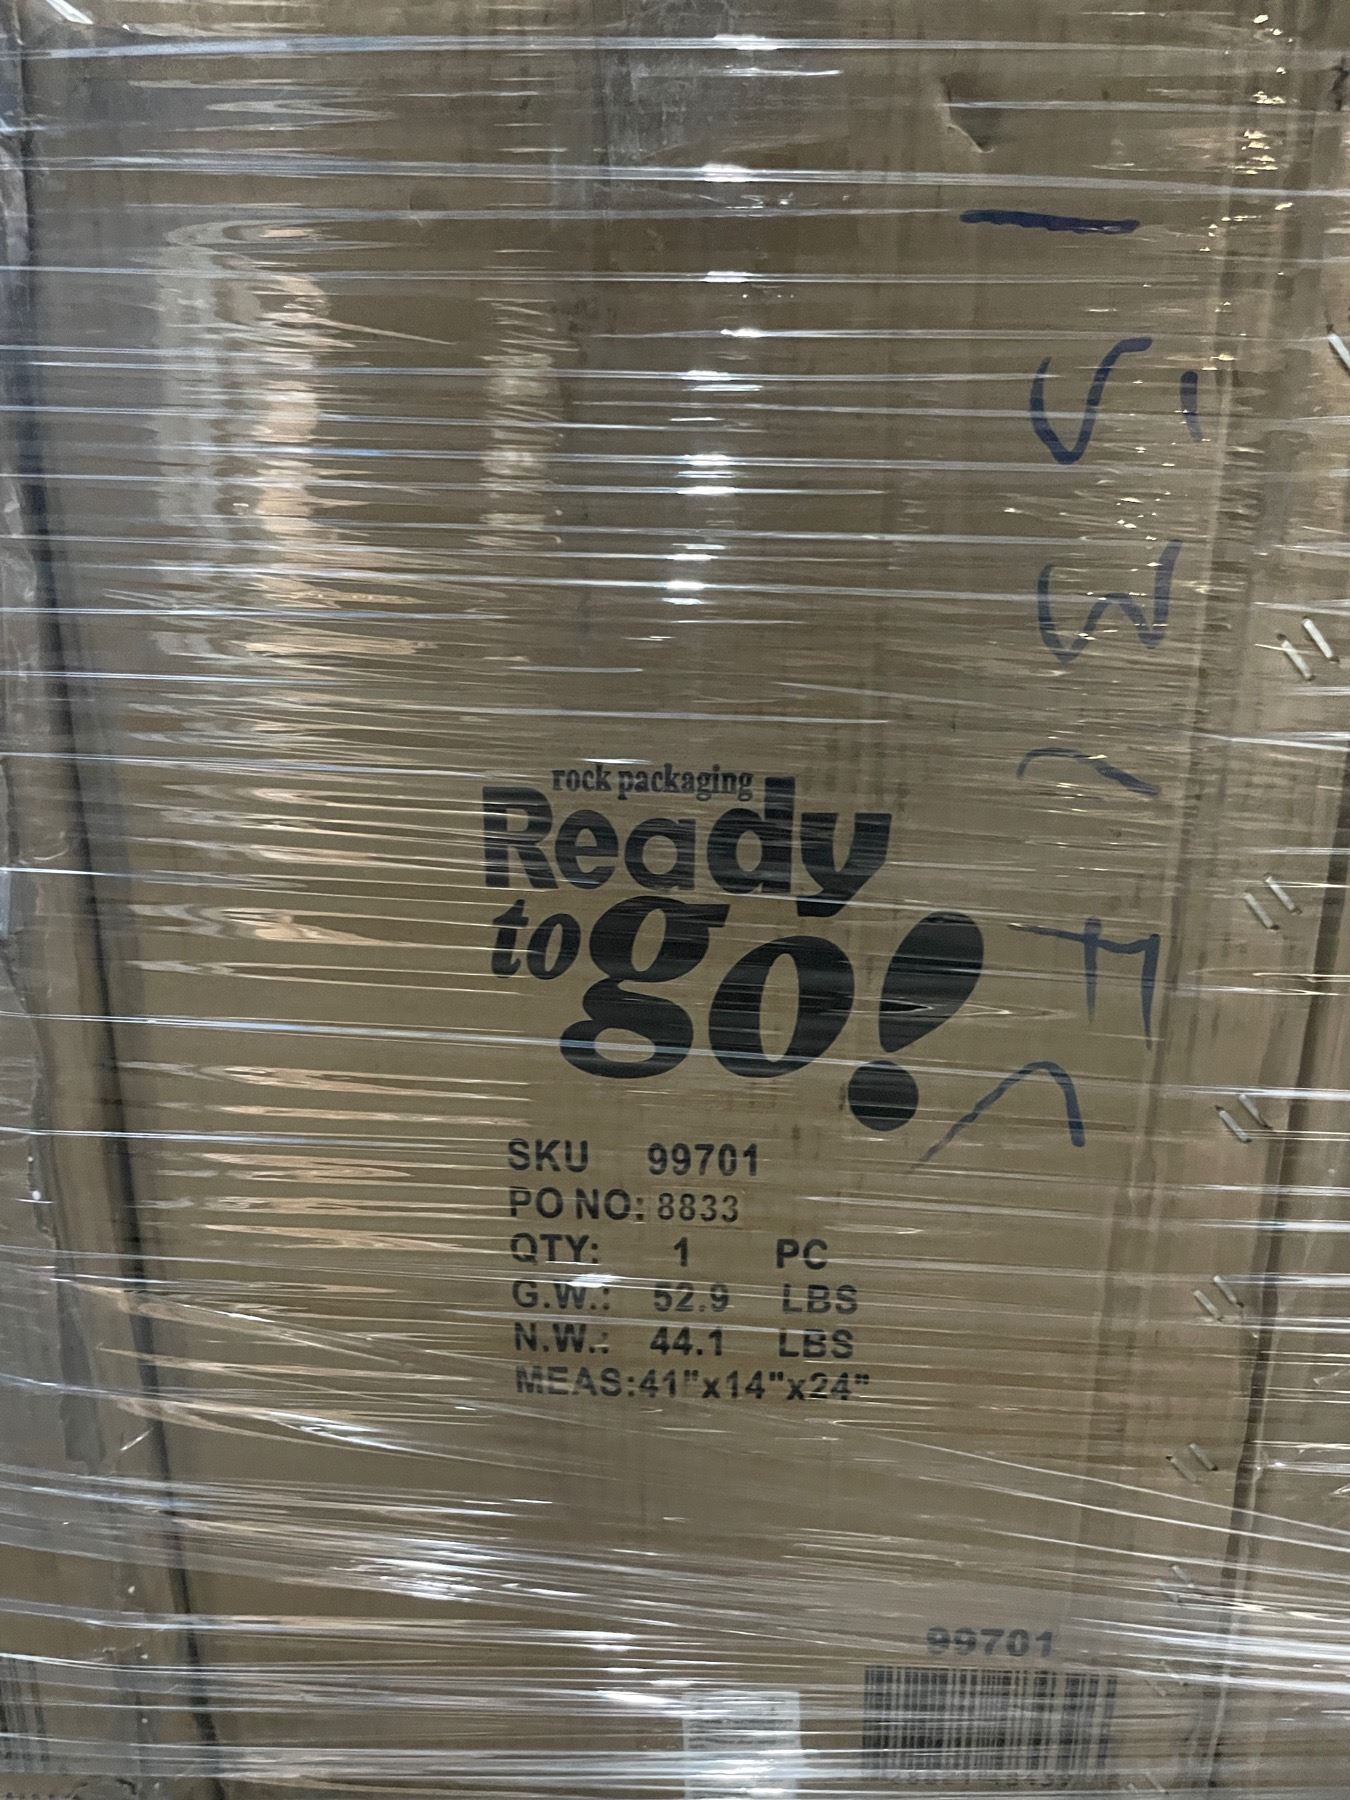 rock packaging
Ready
to go!
SKU 99701
PO NO: 8833
QTY: 1 PC
G.W.: 52.9 LBS
N.W.: 44.1 LBS
MEAS:41"x14"x24"
99701